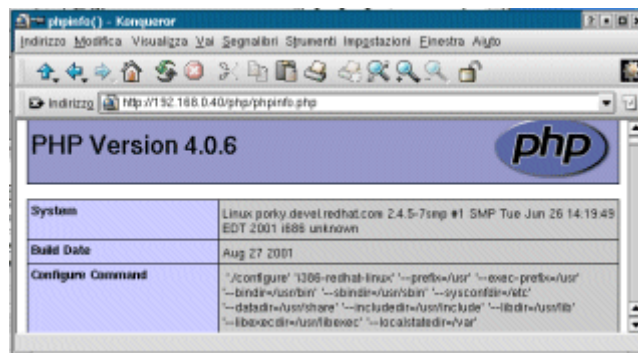 phpinfo() - Konqueror
Indirizzo Modifica Visualizza Vai Segnalibri Strumenti Impostazioni Finestra Aiuto
Indirizzo http://192.168.0.40/php/phpinfo.php
PHP Version 4.0.6
php
System Linux porky.devel.redhat.com 2.4.5-7smp #1 SMP Tue Jun 26 14:19:49
EDT 2001 i686 unknown
Build Date Aug 27 2001
Configure Command './configure' 'i386-redhat-linux' '--prefix=/usr' '--exec-prefix=/usr'
'--bindir=/usr/bin' '--sbindir=/usr/sbin' '--sysconfdir=/etc'
'--datadir=/usr/share' '--includedir=/usr/include' '--libdir=/usr/lib'
'--libexecdir=/usr/libexec' '--localstatedir=/var'